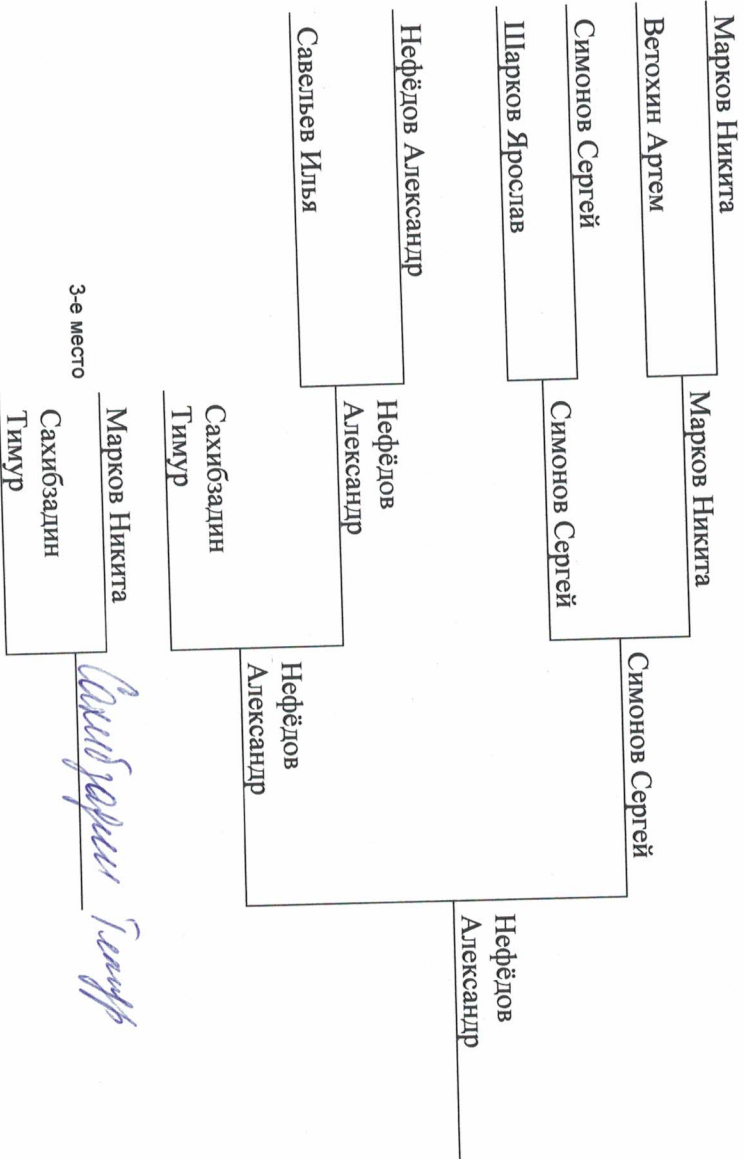 Марков Никита
Ветохин Артем
Симонов Сергей
Шарков Ярослав
Нефёдов Александр
Савельев Илья
Марков Никита
Симонов Сергей
Нефёдов
Александр
Сахибзадин
Тимур
Симонов Сергей
Нефёдов
Александр
Нефёдов
Александр
3-е место
Марков Никита
Сахибзадин
Тимур
Сахибзадин Тимур